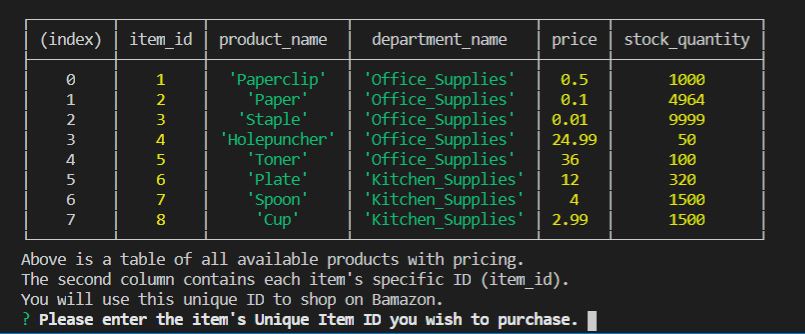 (index) item_id product_name department_name price stock_quantity
0 1 'Paperclip' 'Office_Supplies' 0.5 1000
1 2 'Paper' 'Office_Supplies' 0.1 4964
2 3 'Staple' 'Office_Supplies' 0.01 9999
3 4 'Holepuncher' 'Office_Supplies' 24.99 50
4 5 'Toner' 'Office_Supplies' 36 100
5 6 'Plate' 'Kitchen_Supplies' 12 320
6 7 'Spoon' 'Kitchen_Supplies' 4 1500
7 8 'Cup' 'Kitchen_Supplies' 2.99 1500
Above is a table of all available products with pricing.
The second column contains each item's specific ID (item_id).
You will use this unique ID to shop on Bamazon.
? Please enter the item's Unique Item ID you wish to purchase.